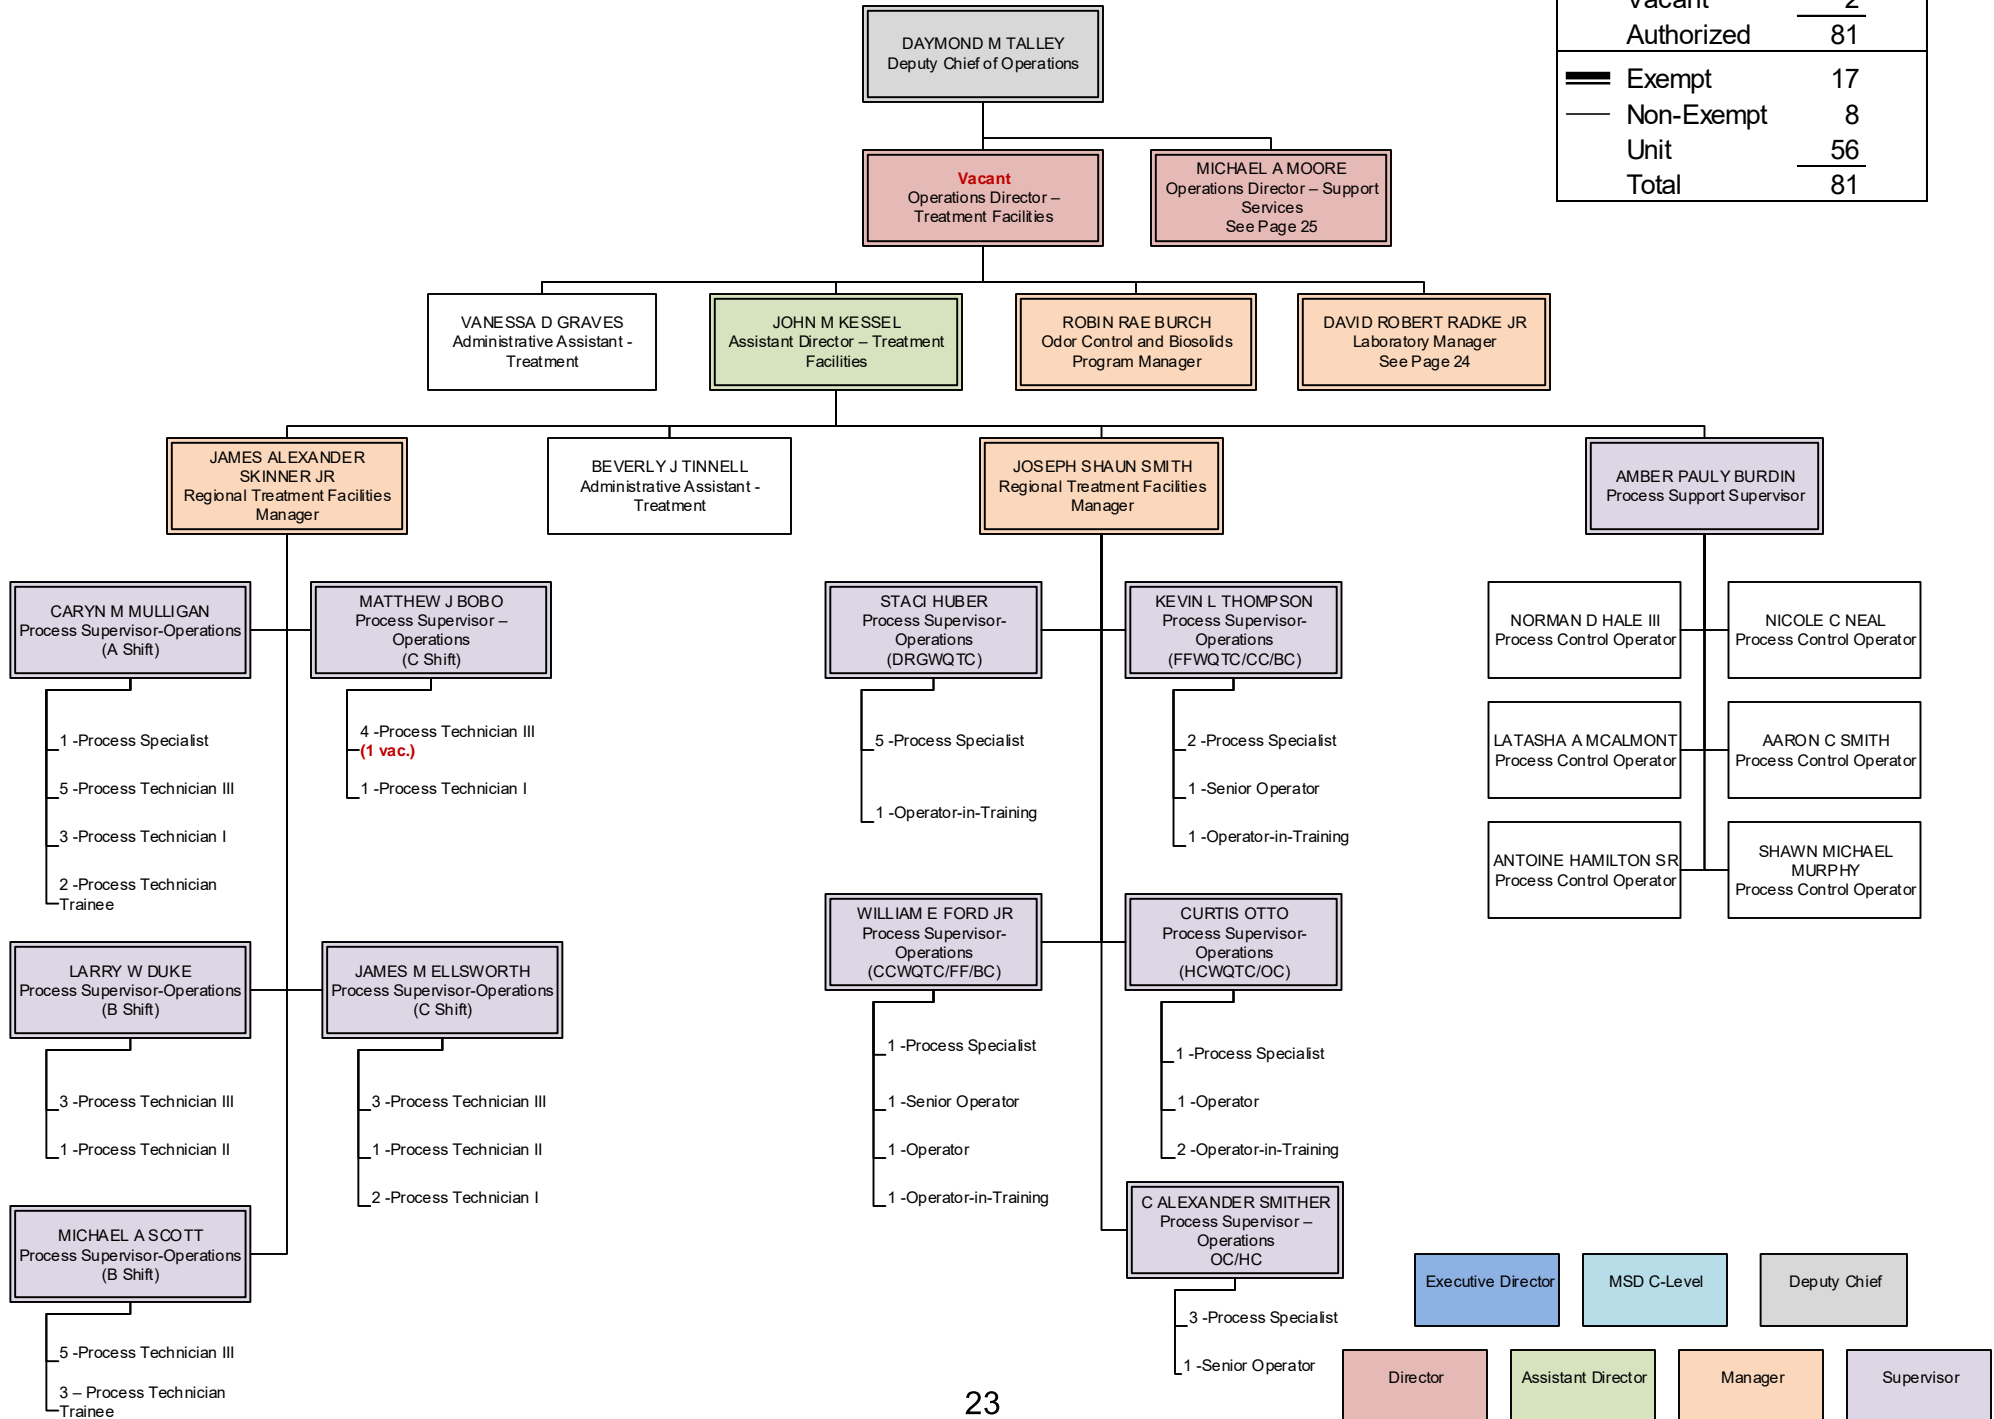 Vacant 2
Authorized 81
Exempt 17
Non-Exempt 8
Unit 56
Total 81
DAYMOND M TALLEY
Deputy Chief of Operations
Vacant
Operations Director –
Treatment Facilities
MICHAEL A MOORE
Operations Director – Support
Services
See Page 25
VANESSA D GRAVES
Administrative Assistant -
Treatment
JOHN M KESSEL
Assistant Director – Treatment
Facilities
ROBIN RAE BURCH
Odor Control and Biosolids
Program Manager
DAVID ROBERT RADKE JR
Laboratory Manager
See Page 24
JAMES ALEXANDER
SKINNER JR
Regional Treatment Facilities
Manager
BEVERLY J TINNELL
Administrative Assistant -
Treatment
JOSEPH SHAUN SMITH
Regional Treatment Facilities
Manager
AMBER PAULY BURDIN
Process Support Supervisor
CARYN M MULLIGAN
Process Supervisor-Operations
(A Shift)
1 -Process Specialist
5 -Process Technician III
3 -Process Technician I
2 -Process Technician
Trainee
MATTHEW J BOBO
Process Supervisor –
Operations
(C Shift)
4 -Process Technician III
(1 vac.)
1 -Process Technician I
LARRY W DUKE
Process Supervisor-Operations
(B Shift)
3 -Process Technician III
1 -Process Technician II
JAMES M ELLSWORTH
Process Supervisor-Operations
(C Shift)
3 -Process Technician III
1 -Process Technician II
2 -Process Technician I
MICHAEL A SCOTT
Process Supervisor-Operations
(B Shift)
5 -Process Technician III
3 – Process Technician
Trainee
STACI HUBER
Process Supervisor-
Operations
(DRGWQTC)
5 -Process Specialist
1 -Operator-in-Training
KEVIN L THOMPSON
Process Supervisor-
Operations
(FFWQTC/CC/BC)
2 -Process Specialist
1 -Senior Operator
1 -Operator-in-Training
WILLIAM E FORD JR
Process Supervisor-
Operations
(CCWQTC/FF/BC)
1 -Process Specialist
1 -Senior Operator
1 -Operator
1 -Operator-in-Training
CURTIS OTTO
Process Supervisor-
Operations
(HCWQTC/OC)
1 -Process Specialist
1 -Operator
2 -Operator-in-Training
C ALEXANDER SMITHER
Process Supervisor –
Operations
OC/HC
3 -Process Specialist
1 -Senior Operator
NORMAN D HALE III
Process Control Operator
NICOLE C NEAL
Process Control Operator
LATASHA A MCALMONT
Process Control Operator
AARON C SMITH
Process Control Operator
ANTOINE HAMILTON SR
Process Control Operator
SHAWN MICHAEL
MURPHY
Process Control Operator
Executive Director
MSD C-Level
Deputy Chief
Director
Assistant Director
Manager
Supervisor
23